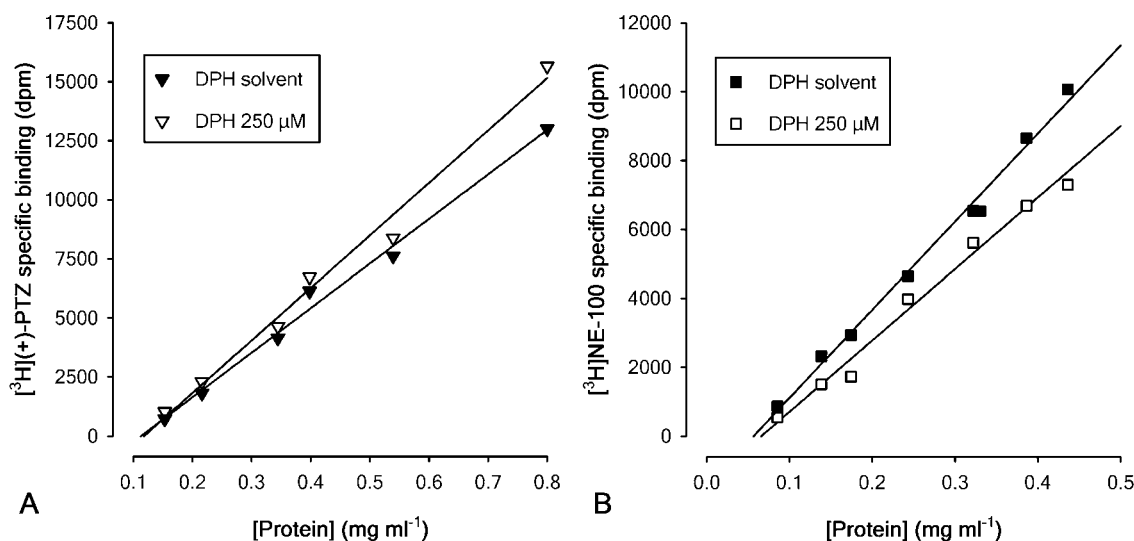 [³H](+)-PTZ specific binding (dpm)
17500
15000
12500
10000
7500
5000
2500
0
DPH solvent
DPH 250 µM
0.1 0.2 0.3 0.4 0.5 0.6 0.7 0.8
[Protein] (mg ml⁻¹)
A
[³H]NE-100 specific binding (dpm)
12000
10000
8000
6000
4000
2000
0
DPH solvent
DPH 250 µM
0.0 0.1 0.2 0.3 0.4 0.5
[Protein] (mg ml⁻¹)
B